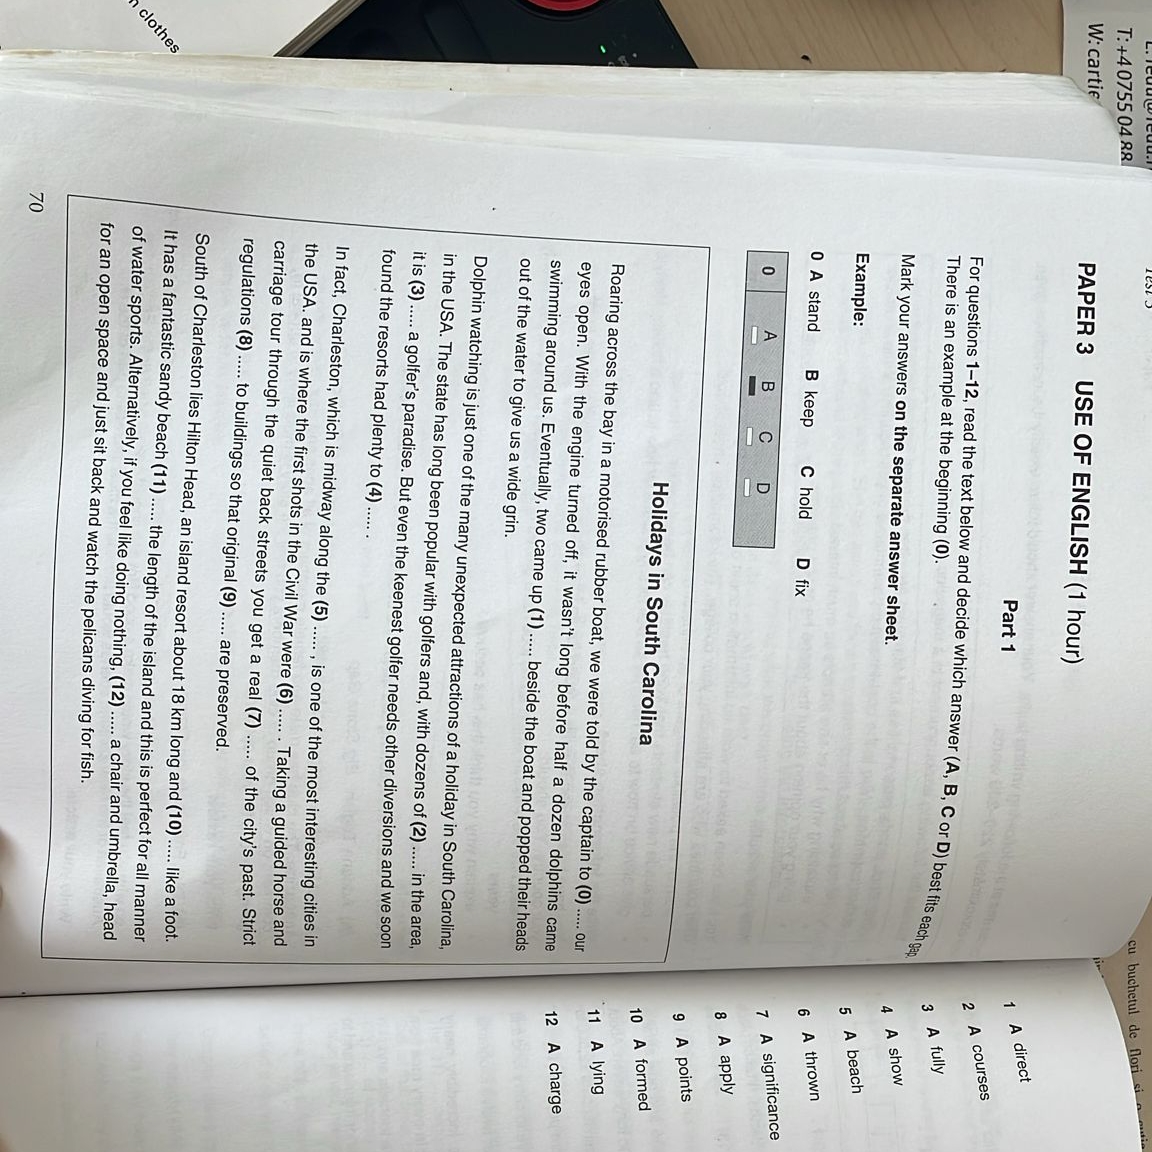 PAPER 3 USE OF ENGLISH (1 hour)
Part 1
For questions 1–12, read the text below and decide which answer (A, B, C or D) best fits each gap.
There is an example at the beginning (0).
Mark your answers on the separate answer sheet.
Example:
0 A stand B keep C hold D fix
0 A B C D
Holidays in South Carolina
Roaring across the bay in a motorised rubber boat, we were told by the captain to (0) ...... our
eyes open. With the engine turned off, it wasn't long before half a dozen dolphins came
swimming around us. Eventually, two came up (1) ...... beside the boat and popped their heads
out of the water to give us a wide grin.
Dolphin watching is just one of the many unexpected attractions of a holiday in South Carolina,
in the USA. The state has long been popular with golfers and, with dozens of (2) ...... in the area,
it is (3) ...... a golfer's paradise. But even the keenest golfer needs other diversions and we soon
found the resorts had plenty to (4) ...... .
In fact, Charleston, which is midway along the (5) ...... , is one of the most interesting cities in
the USA. and is where the first shots in the Civil War were (6) ...... . Taking a guided horse and
carriage tour through the quiet back streets you get a real (7) ...... of the city's past. Strict
regulations (8) ...... to buildings so that original (9) ...... are preserved.
South of Charleston lies Hilton Head, an island resort about 18 km long and (10) ...... like a foot.
It has a fantastic sandy beach (11) ...... the length of the island and this is perfect for all manner
of water sports. Alternatively, if you feel like doing nothing, (12) ...... a chair and umbrella, head
for an open space and just sit back and watch the pelicans diving for fish.
70
1 A direct
2 A courses
3 A fully
4 A show
5 A beach
6 A thrown
7 A significance
8 A apply
9 A points
10 A formed
11 A lying
12 A charge
clothes
T: +4 0755 04 88
W: cartie
cu buchetul de flori și o cutie